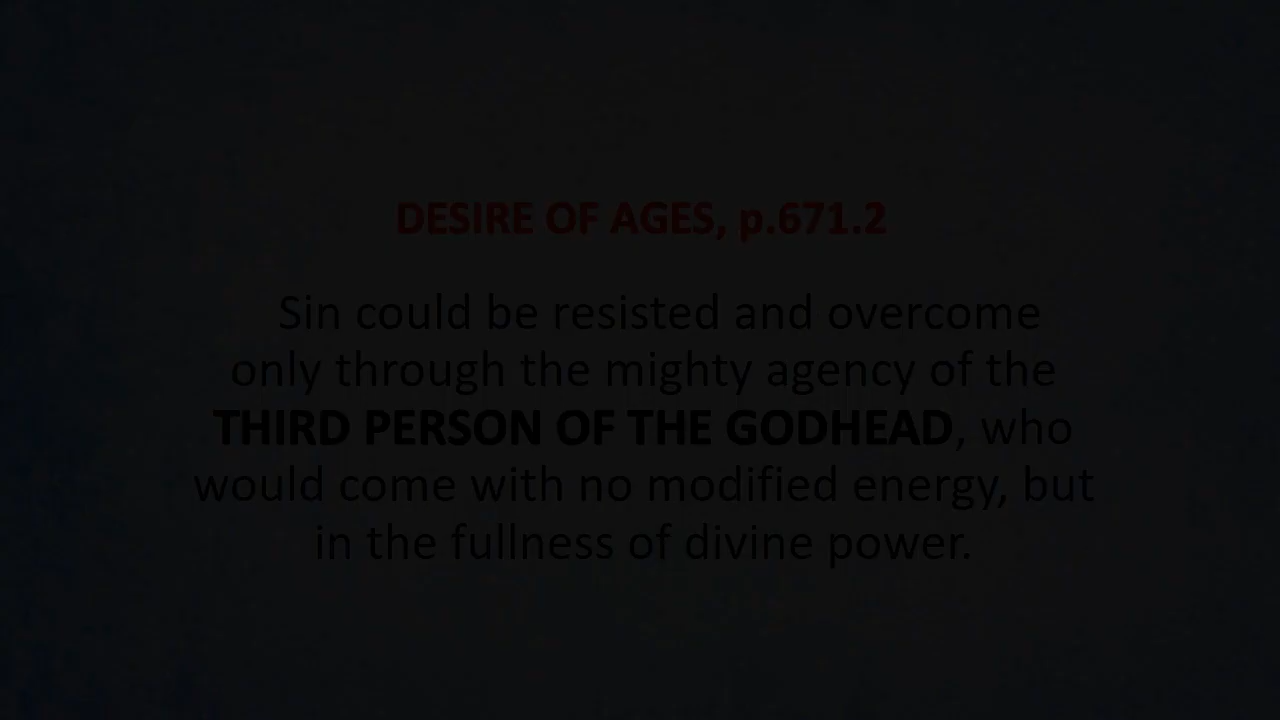 DESIRE OF AGES, p.671.2
Sin could be resisted and overcome
only through the mighty agency of the
THIRD PERSON OF THE GODHEAD, who
would come with no modified energy, but
in the fullness of divine power.